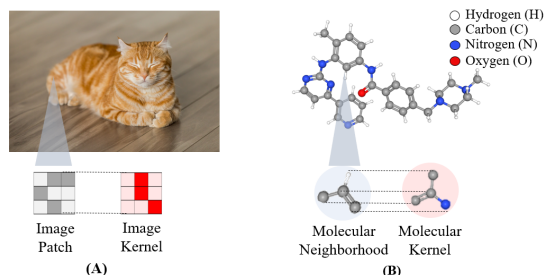 (A)
(B)
Hydrogen (H)
Carbon (C)
Nitrogen (N)
Oxygen (O)
Image
Patch
Image
Kernel
Molecular
Neighborhood
Molecular
Kernel
(A)
(B)